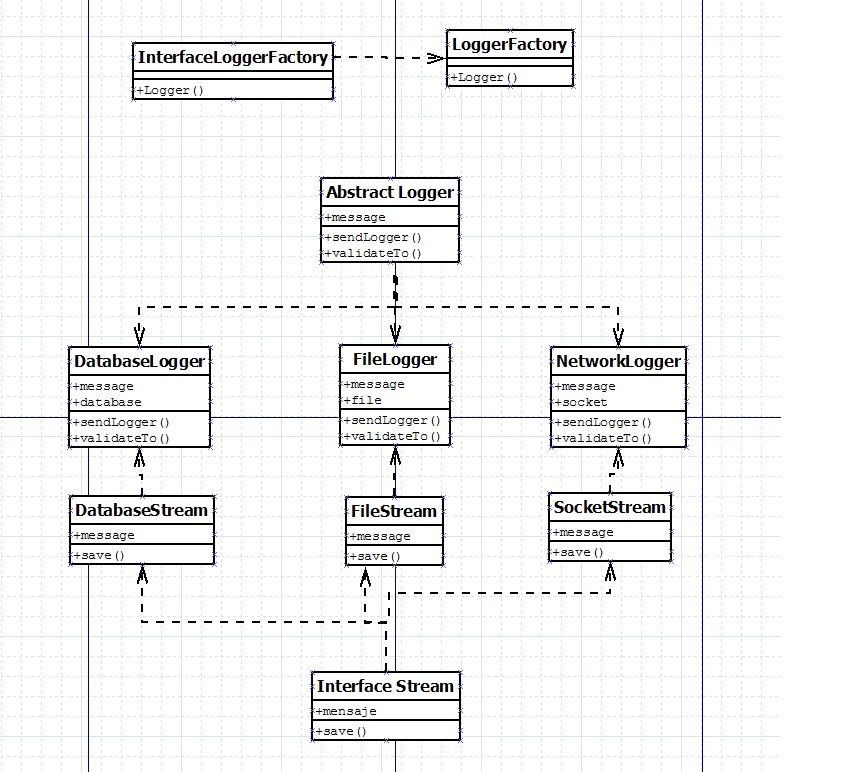 InterfaceLoggerFactory
+Logger()
LoggerFactory
+Logger()
Abstract Logger
+message
+sendLogger()
+validateTo()
DatabaseLogger
+message
+database
+sendLogger()
+validateTo()
FileLogger
+message
+file
+sendLogger()
+validateTo()
NetworkLogger
+message
+socket
+sendLogger()
+validateTo()
DatabaseStream
+message
+save()
FileStream
+message
+save()
SocketStream
+message
+save()
Interface Stream
+mensaje
+save()